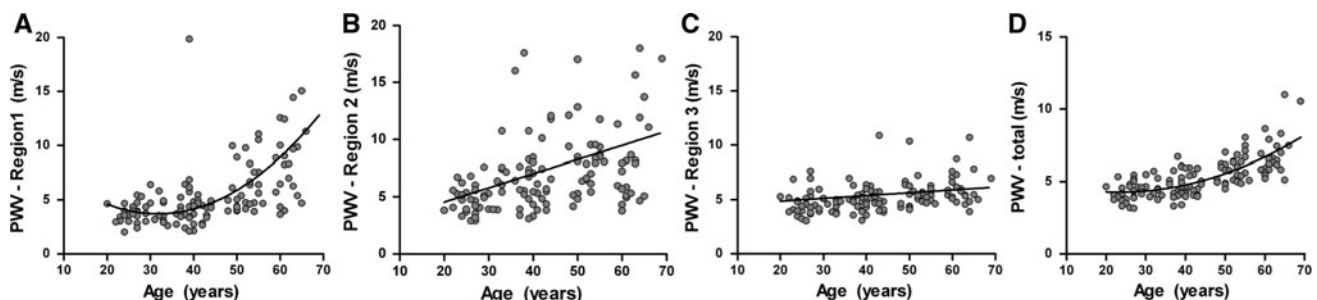 A
PWV - Region1 (m/s)
20
15
10
5
0
10 20 30 40 50 60 70
Age (years)
B
PWV - Region 2 (m/s)
20
15
10
5
0
10 20 30 40 50 60 70
Age (years)
C
PWV - Region 3 (m/s)
20
15
10
5
0
10 20 30 40 50 60 70
Age (years)
D
PWV - total (m/s)
15
10
5
0
10 20 30 40 50 60 70
Age (years)